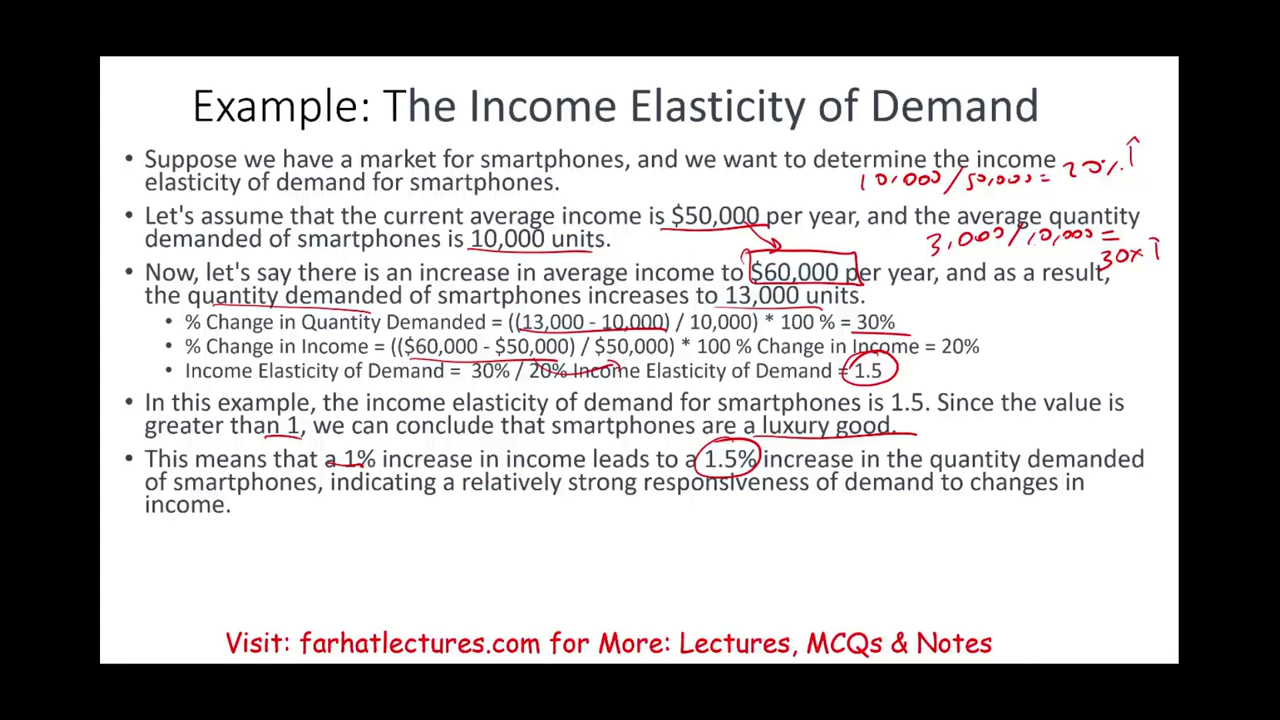 Example: The Income Elasticity of Demand
• Suppose we have a market for smartphones, and we want to determine the income
elasticity of demand for smartphones.
10,000 / 50,000 = 20% ↑
• Let's assume that the current average income is $50,000 per year, and the average quantity
demanded of smartphones is 10,000 units.
3,000 / 10,000 =
30% ↑
• Now, let's say there is an increase in average income to $60,000 per year, and as a result,
the quantity demanded of smartphones increases to 13,000 units.
• % Change in Quantity Demanded = ((13,000 - 10,000) / 10,000) * 100 % = 30%
• % Change in Income = (($60,000 - $50,000) / $50,000) * 100 % Change in Income = 20%
• Income Elasticity of Demand = 30% / 20% Income Elasticity of Demand = 1.5
• In this example, the income elasticity of demand for smartphones is 1.5. Since the value is
greater than 1, we can conclude that smartphones are a luxury good.
• This means that a 1% increase in income leads to a 1.5% increase in the quantity demanded
of smartphones, indicating a relatively strong responsiveness of demand to changes in
income.
Visit: farhatlectures.com for More: Lectures, MCQs & Notes